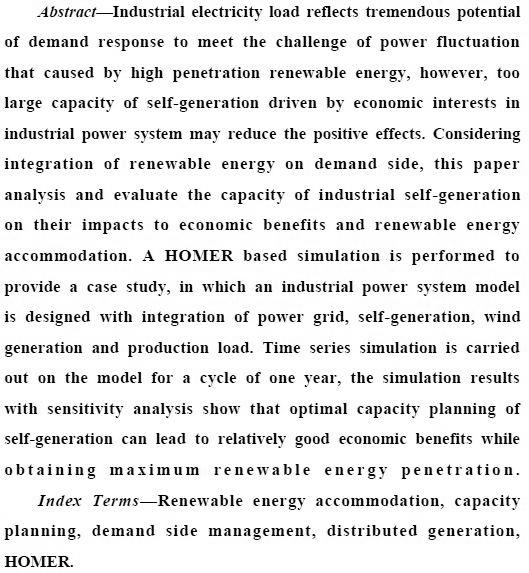 Abstract—Industrial electricity load reflects tremendous potential
of demand response to meet the challenge of power fluctuation
that caused by high penetration renewable energy, however, too
large capacity of self-generation driven by economic interests in
industrial power system may reduce the positive effects. Considering
integration of renewable energy on demand side, this paper
analysis and evaluate the capacity of industrial self-generation
on their impacts to economic benefits and renewable energy
accommodation. A HOMER based simulation is performed to
provide a case study, in which an industrial power system model
is designed with integration of power grid, self-generation, wind
generation and production load. Time series simulation is carried
out on the model for a cycle of one year, the simulation results
with sensitivity analysis show that optimal capacity planning of
self-generation can lead to relatively good economic benefits while
obtaining maximum renewable energy penetration.
Index Terms—Renewable energy accommodation, capacity
planning, demand side management, distributed generation,
HOMER.